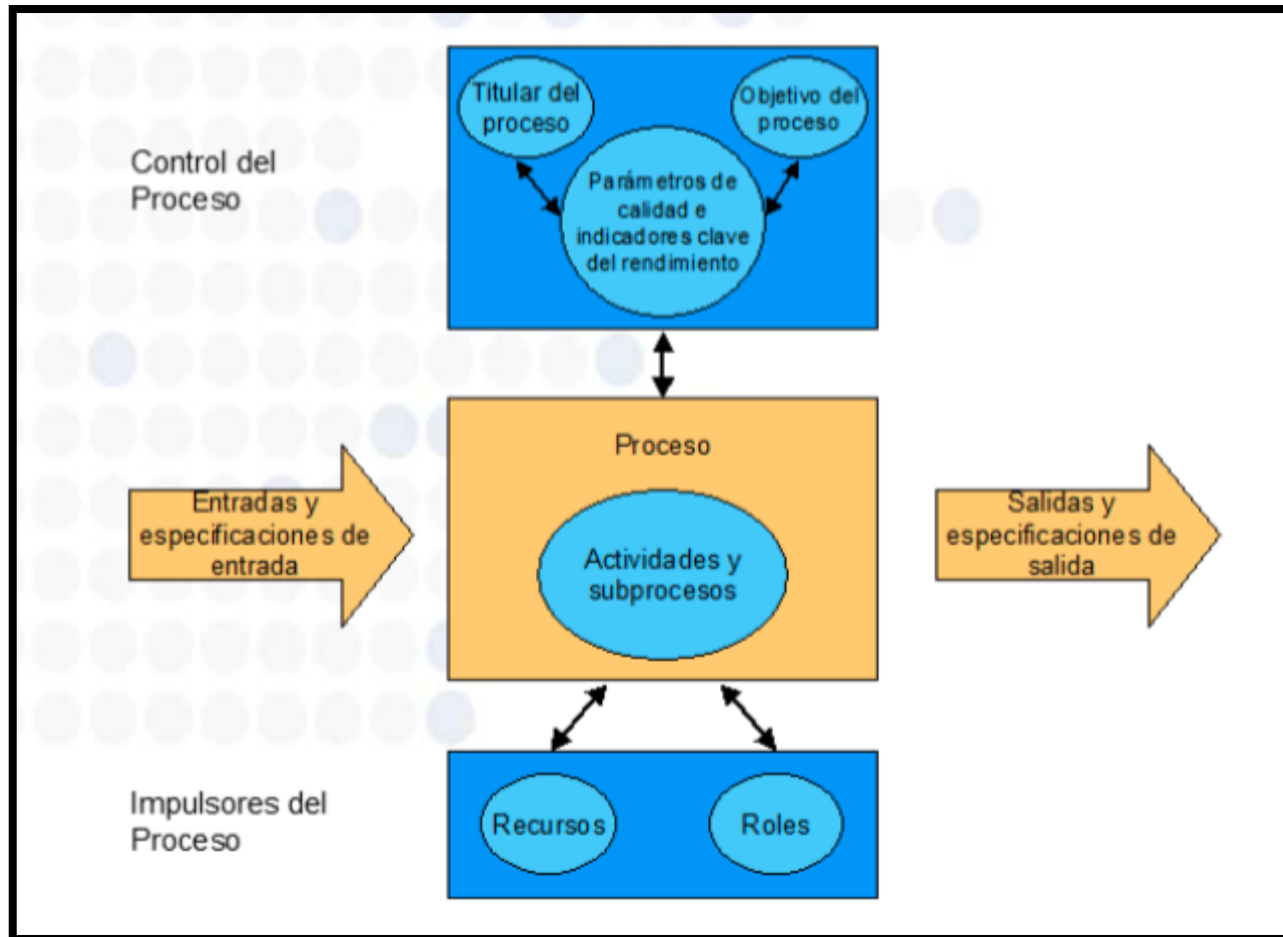 Titular del
proceso
Objetivo del
proceso
Control del
Proceso
Parámetros de
calidad e
indicadores clave
del rendimiento
Proceso
Entradas y
especificaciones de
entrada
Actividades y
subprocesos
Salidas y
especificaciones de
salida
Impulsores del
Proceso
Recursos
Roles